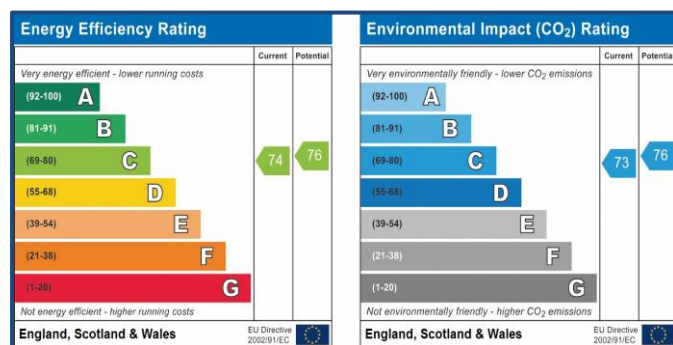 Energy Efficiency Rating
Current Potential
Very energy efficient - lower running costs
(92-100) A
(81-91) B
(69-80) C
74 76
(55-68) D
(39-54) E
(21-38) F
(1-20) G
Not energy efficient - higher running costs
England, Scotland & Wales
EU Directive
2002/91/EC
Environmental Impact (CO₂) Rating
Current Potential
Very environmentally friendly - lower CO₂ emissions
(92-100) A
(81-91) B
(69-80) C
73 76
(55-68) D
(39-54) E
(21-38) F
(1-20) G
Not environmentally friendly - higher CO₂ emissions
England, Scotland & Wales
EU Directive
2002/91/EC